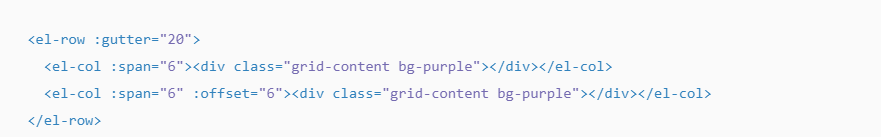 <el-row :gutter="20">
  <el-col :span="6"><div class="grid-content bg-purple"></div></el-col>
  <el-col :span="6" :offset="6"><div class="grid-content bg-purple"></div></el-col>
</el-row>